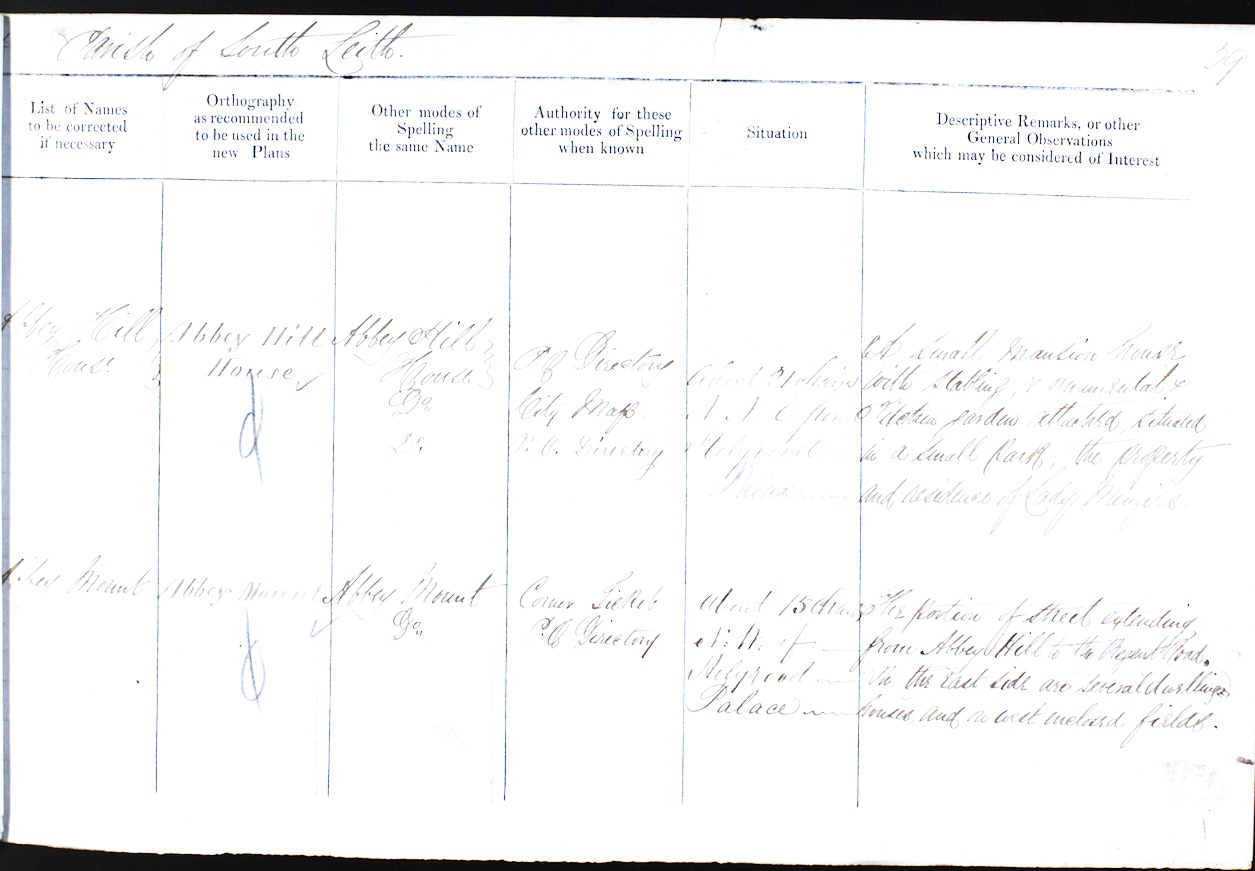 Parish of South Leith.
59
List of Names
to be corrected
if necessary
Orthography
as recommended
to be used in the
new Plans
Other modes of
Spelling
the same Name
Authority for these
other modes of Spelling
when known
Situation
Descriptive Remarks, or other
General Observations
which may be considered of Interest
Abbey Hill
House
Abbey Hill
House
Abbey Hill
House
Do.
Do.
P.O. Directory
City Map.
P.O. Directory
About 21 chains
N. N. E from
Holyrood
Palace
A small mansion house
with stabling, & ornamental &
Kitchen garden attached, situated
in a small Park, the property
and residence of Lady Menzies.
Abbey Mount
Abbey Mount
Abbey Mount
Do.
Corner Ticket
P.O Directory
About 15 chains
N. of
Holyrood
Palace
The portion of street extending
from Abbey Hill to the Regent Road.
On the east side are several dwelling
houses, and on west enclosed fields.